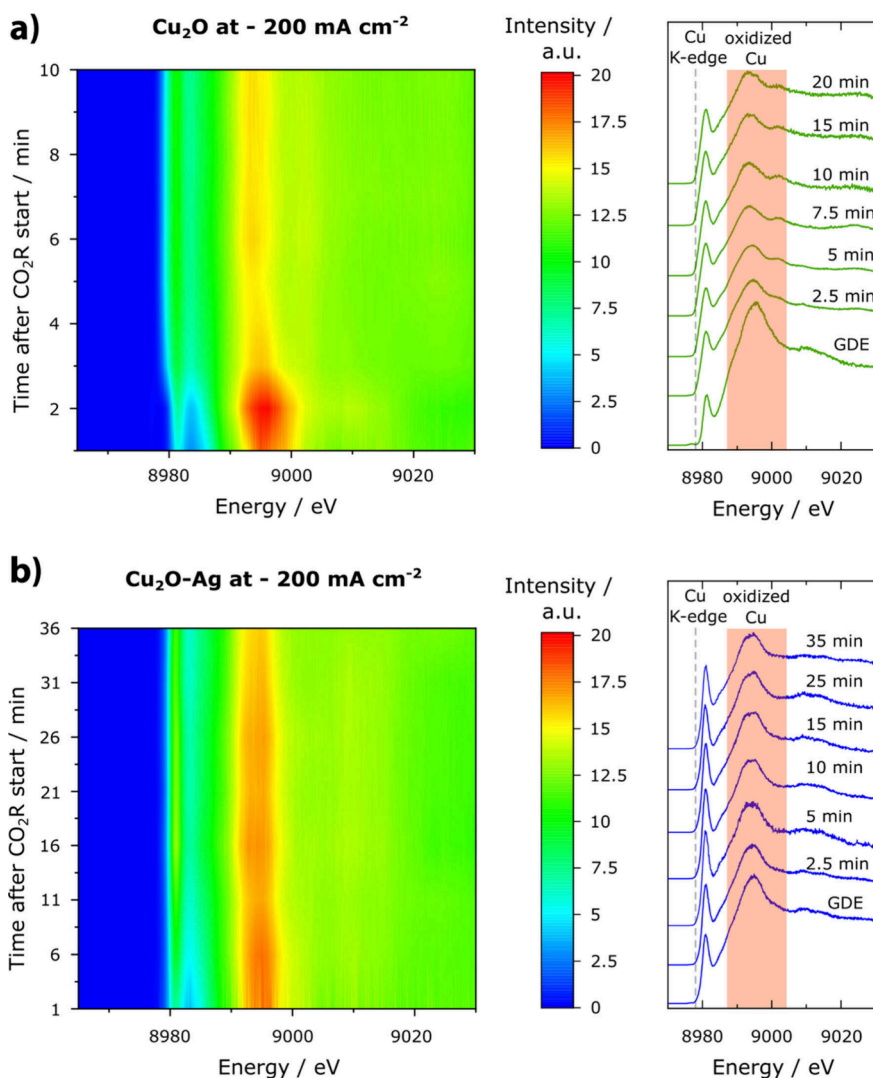 a)
Cu₂O at - 200 mA cm⁻²
Intensity /
a.u.
Time after CO₂R start / min
10
8
6
4
2
8980
9000
9020
Energy / eV
20
17.5
15
12.5
10
7.5
5
2.5
0
Cu
K-edge
oxidized
Cu
20 min
15 min
10 min
7.5 min
5 min
2.5 min
GDE
8980
9000
9020
Energy / eV
b)
Cu₂O-Ag at - 200 mA cm⁻²
Intensity /
a.u.
Time after CO₂R start / min
36
31
26
21
16
11
6
1
8980
9000
9020
Energy / eV
20
17.5
15
12.5
10
7.5
5
2.5
0
Cu
K-edge
oxidized
Cu
35 min
25 min
15 min
10 min
5 min
2.5 min
GDE
8980
9000
9020
Energy / eV